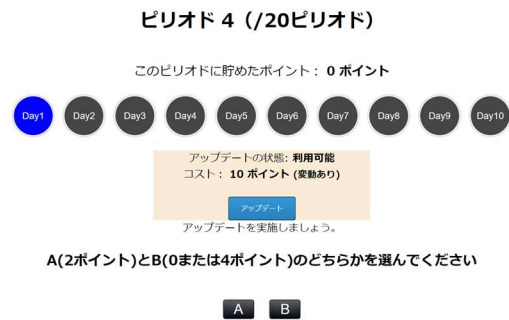 ピリオド 4（/20ピリオド）
このピリオドに貯めたポイント： 0 ポイント
Day1 Day2 Day3 Day4 Day5 Day6 Day7 Day8 Day9 Day10
アップデートの状態: 利用可能
コスト： 10 ポイント (変動あり)
アップデート
アップデートを実施しましょう。
A(2ポイント)とB(0または4ポイント)のどちらかを選んでください
A B